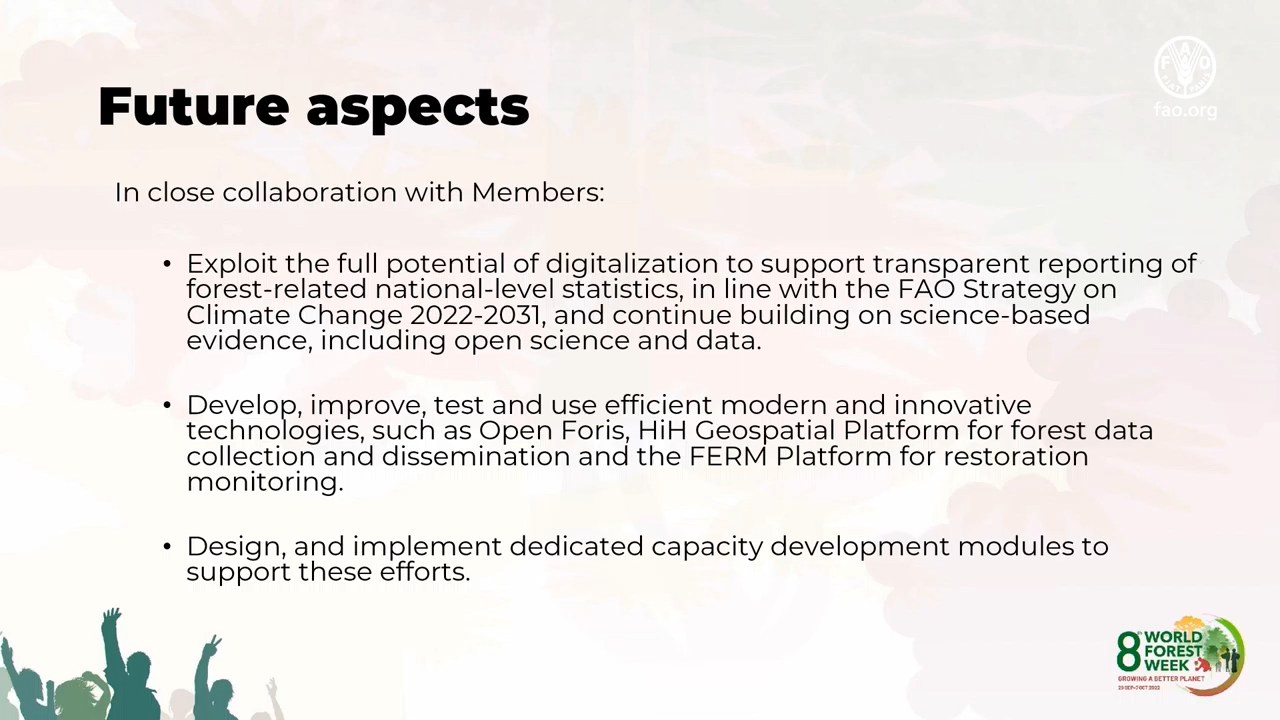 FAO
FIAT PANIS
fao.org
Future aspects
In close collaboration with Members:
• Exploit the full potential of digitalization to support transparent reporting of
forest-related national-level statistics, in line with the FAO Strategy on
Climate Change 2022-2031, and continue building on science-based
evidence, including open science and data.
• Develop, improve, test and use efficient modern and innovative
technologies, such as Open Foris, HiH Geospatial Platform for forest data
collection and dissemination and the FERM Platform for restoration
monitoring.
• Design, and implement dedicated capacity development modules to
support these efforts.
8th WORLD
FOREST
WEEK
GROWING A BETTER PLANET